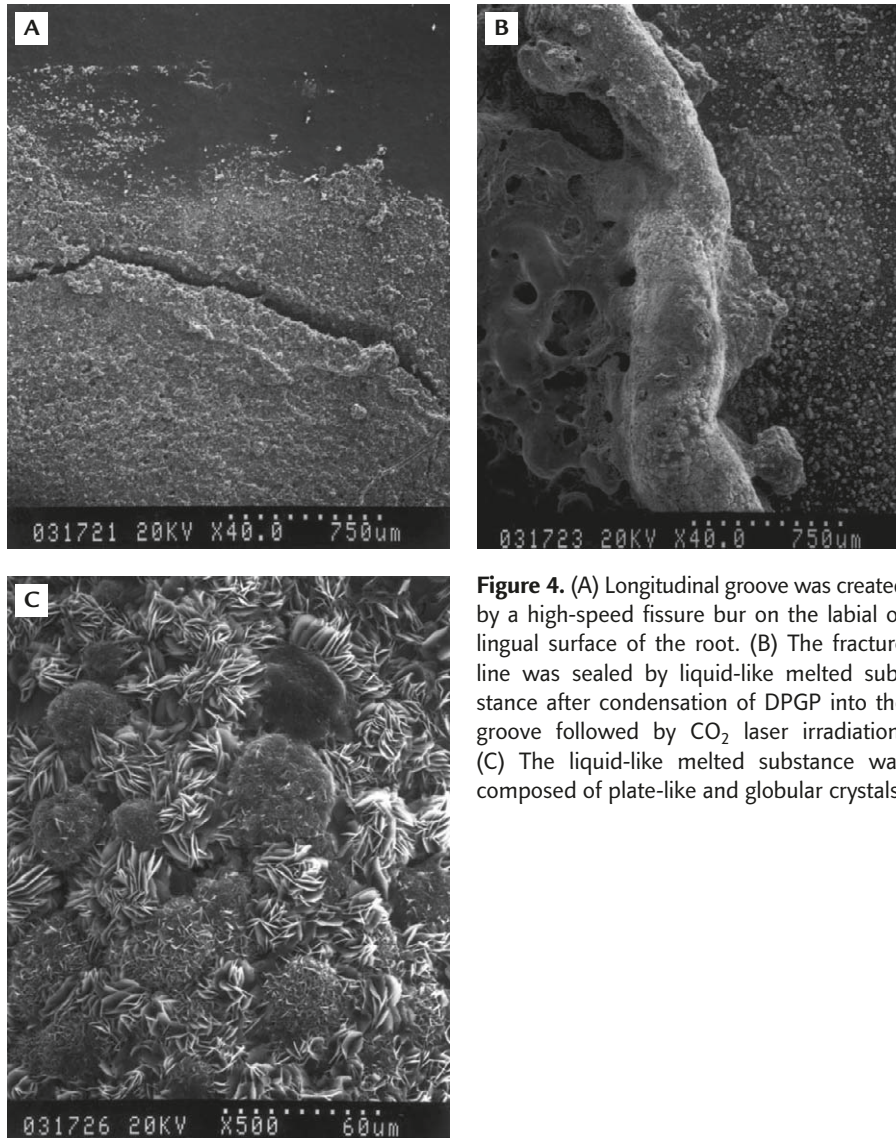 A
B
031721 20KV X40.0 750um
031723 20KV X40.0 750um
C
Figure 4. (A) Longitudinal groove was created
by a high-speed fissure bur on the labial o
lingual surface of the root. (B) The fractur
line was sealed by liquid-like melted sub
stance after condensation of DPGP into the
groove followed by CO₂ laser irradiation
(C) The liquid-like melted substance wa
composed of plate-like and globular crystals
031726 20KV X500 60um